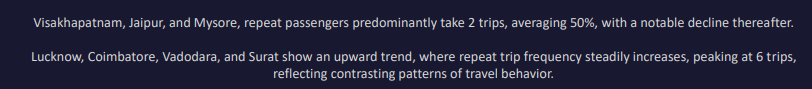 Visakhapatnam, Jaipur, and Mysore, repeat passengers predominantly take 2 trips, averaging 50%, with a notable decline thereafter.
Lucknow, Coimbatore, Vadodara, and Surat show an upward trend, where repeat trip frequency steadily increases, peaking at 6 trips,
reflecting contrasting patterns of travel behavior.